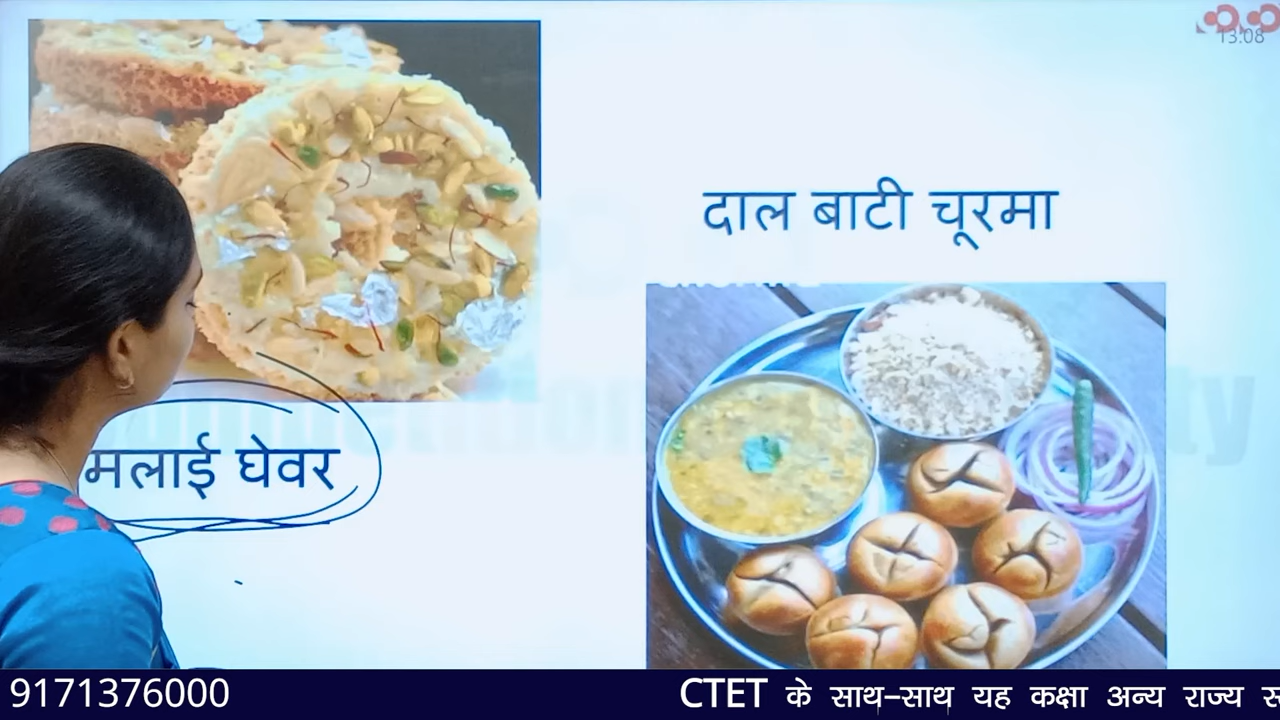 13:08
दाल बाटी चूरमा
मलाई घेवर
9171376000
CTET के साथ-साथ यह कक्षा अन्य राज्य